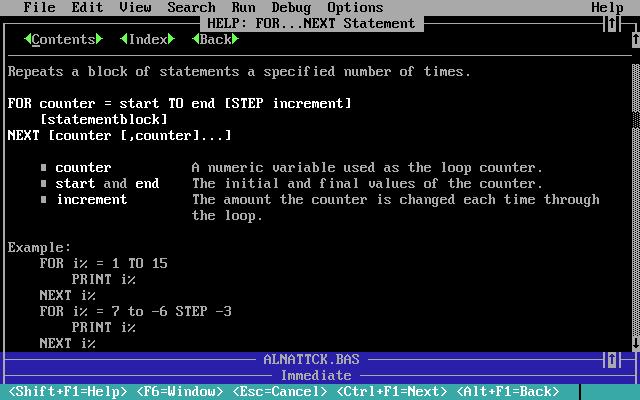 File Edit View Search Run Debug Options Help
HELP: FOR...NEXT Statement
Contents Index Back
Repeats a block of statements a specified number of times.
FOR counter = start TO end [STEP increment]
[statementblock]
NEXT [counter [,counter]...]
counter A numeric variable used as the loop counter.
start and end The initial and final values of the counter.
increment The amount the counter is changed each time through
the loop.
Example:
FOR i% = 1 TO 15
PRINT i%
NEXT i%
FOR i% = 7 to -6 STEP -3
PRINT i%
NEXT i%
ALNATTCK.BAS
Immediate
<Shift+F1=Help> <F6=Window> <Esc=Cancel> <Ctrl+F1=Next> <Alt+F1=Back>